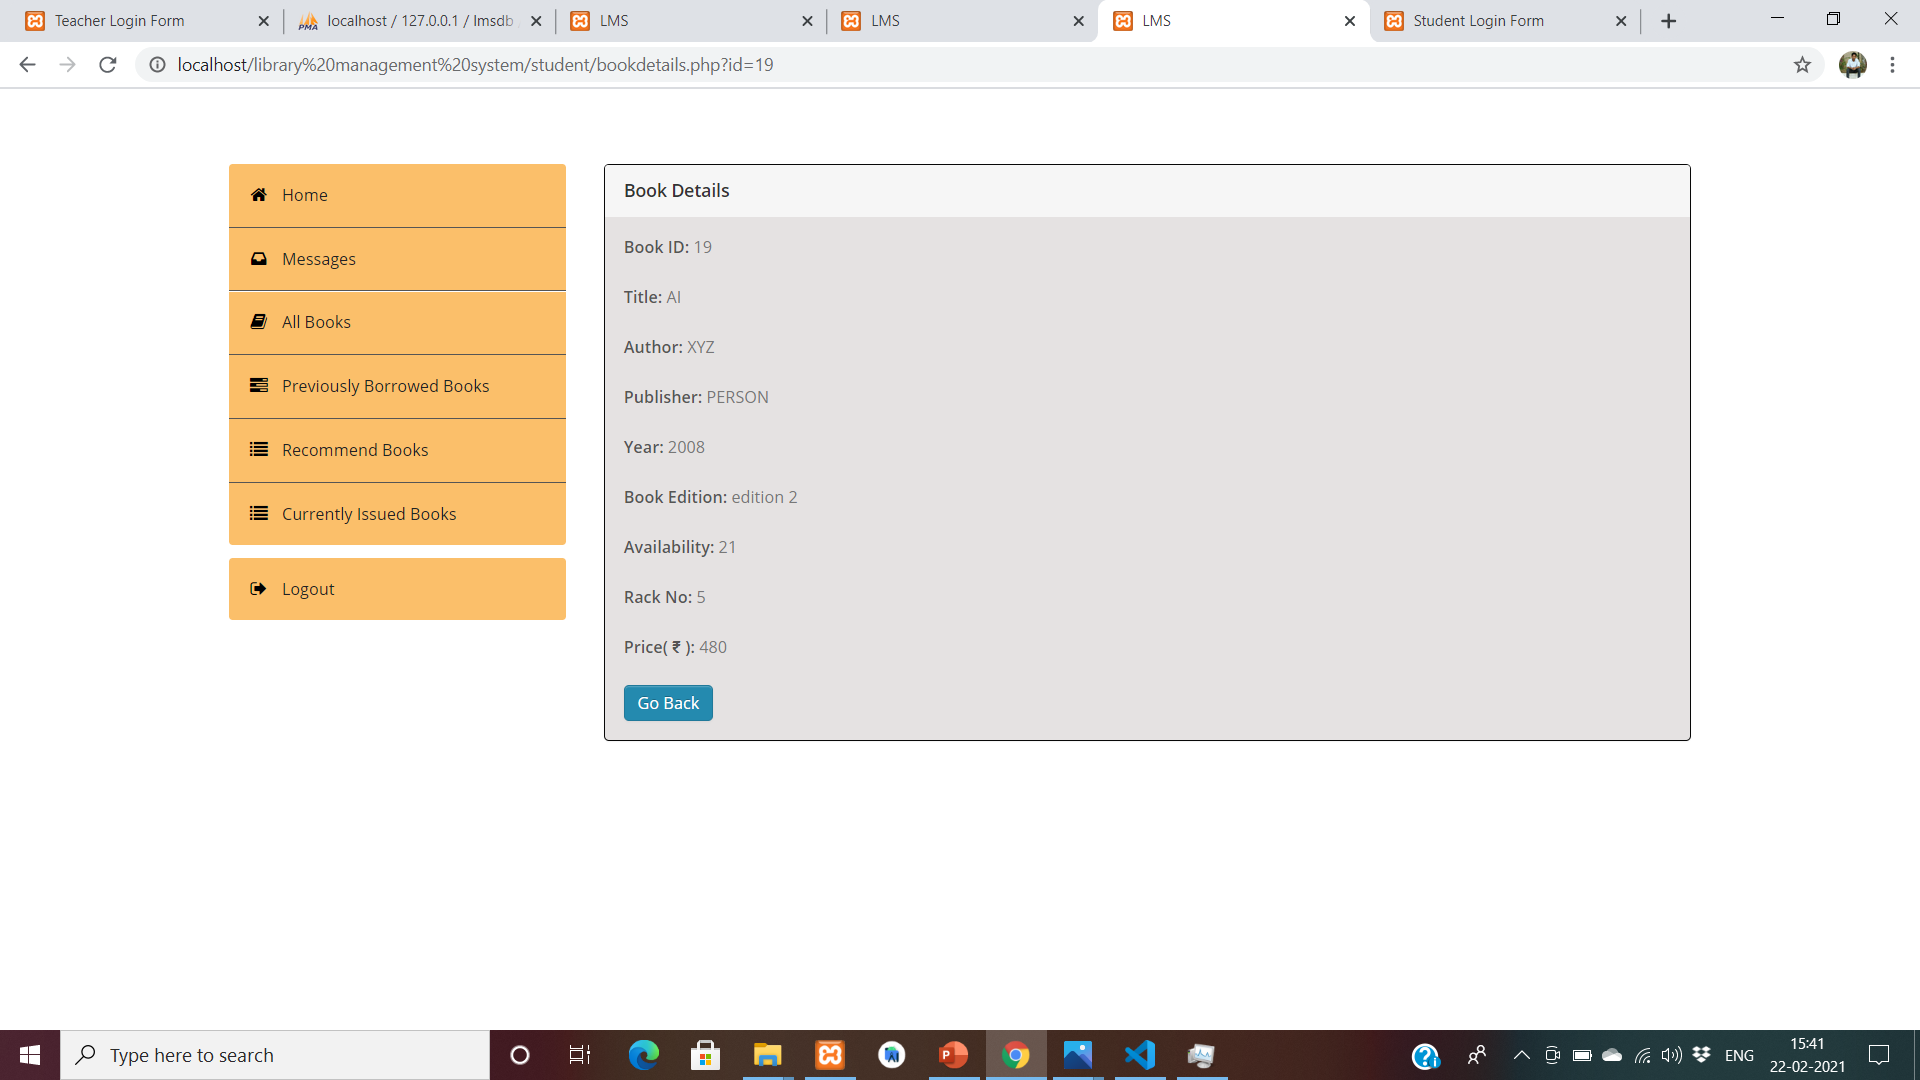 Teacher Login Form
localhost / 127.0.0.1 / lmsdb
LMS
LMS
LMS
Student Login Form
localhost/library%20management%20system/student/bookdetails.php?id=19
Home
Messages
All Books
Previously Borrowed Books
Recommend Books
Currently Issued Books
Logout
Book Details
Book ID: 19
Title: AI
Author: XYZ
Publisher: PERSON
Year: 2008
Book Edition: edition 2
Availability: 21
Rack No: 5
Price( ₹ ): 480
Go Back
Type here to search
ENG
15:41
22-02-2021